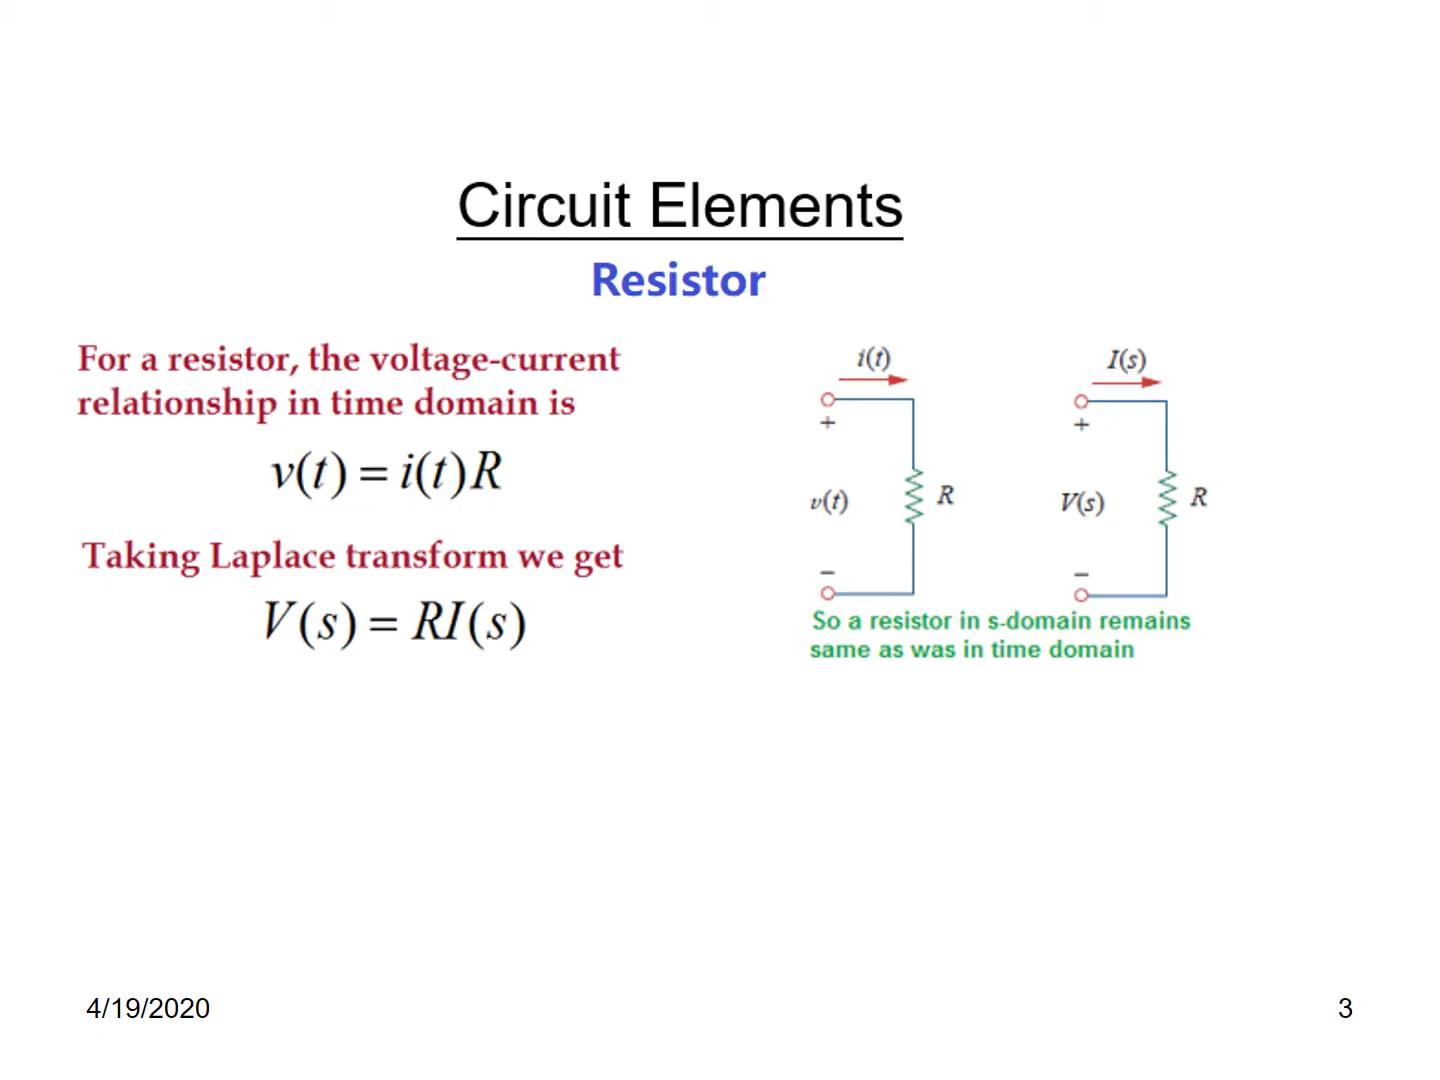 Circuit Elements
Resistor
For a resistor, the voltage-current
relationship in time domain is
v(t) = i(t)R
Taking Laplace transform we get
V(s) = RI(s)
i(t)
+
v(t)
R
−
I(s)
+
V(s)
R
−
So a resistor in s-domain remains
same as was in time domain
4/19/2020
3